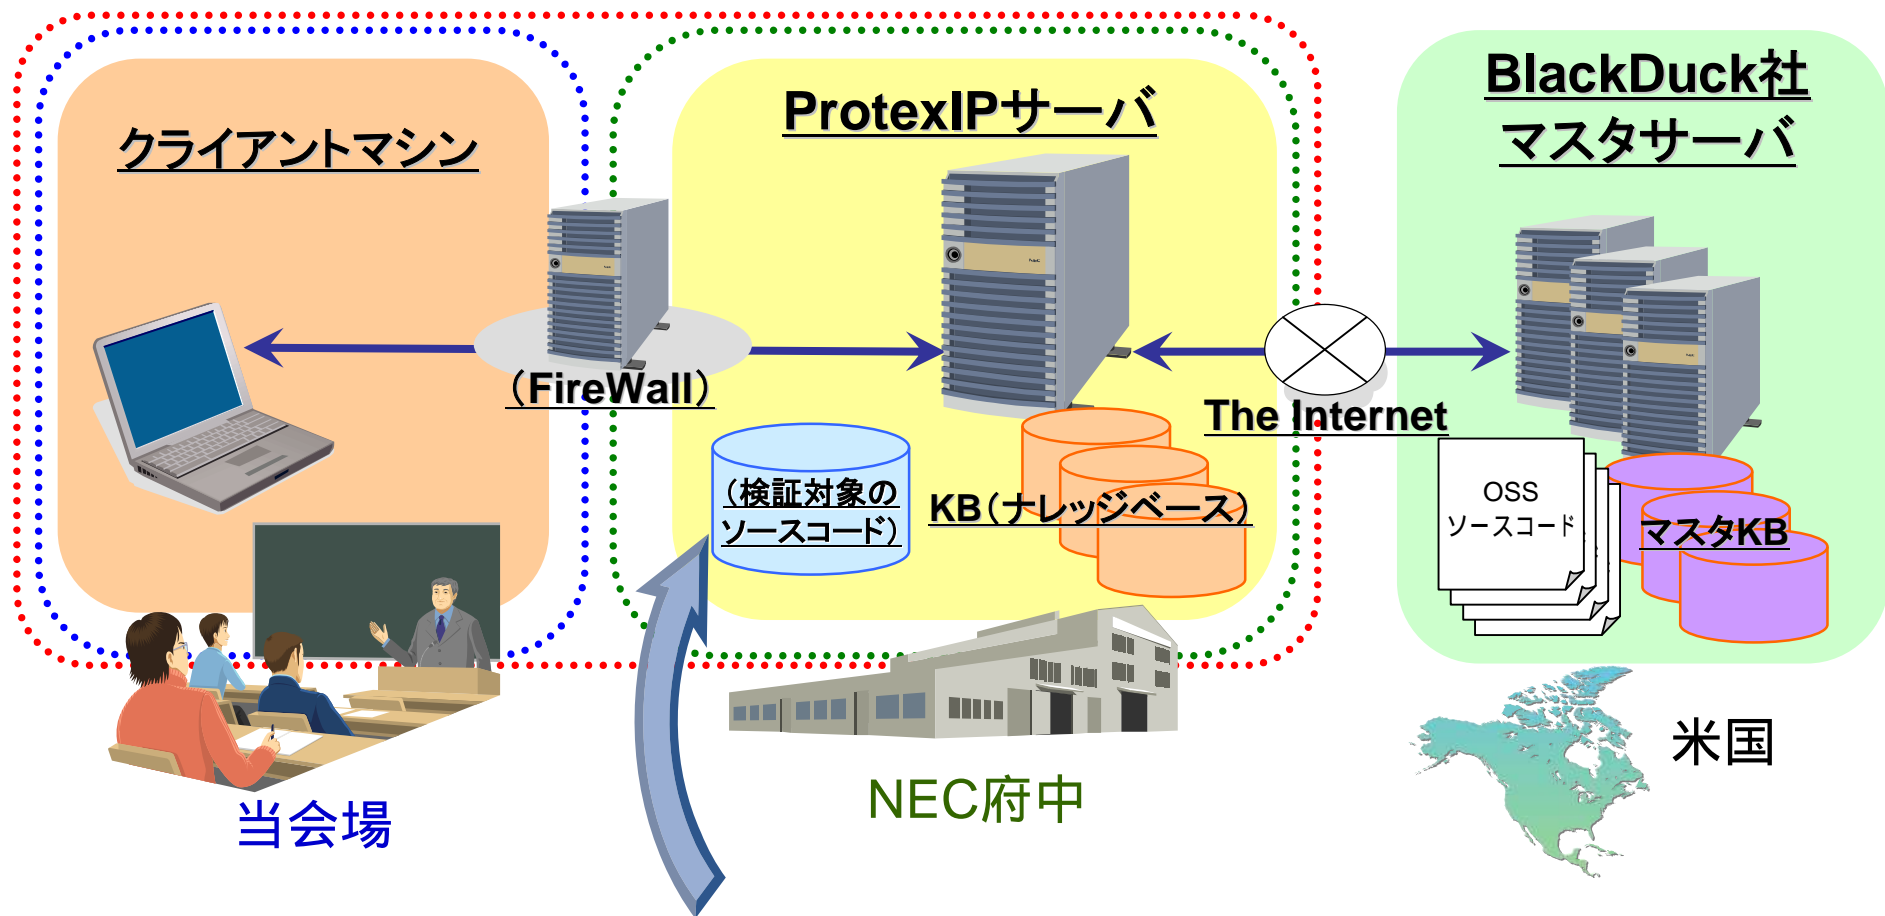 クライアントマシン
ProtexIPサーバ
BlackDuck社
マスタサーバ
（FireWall）
The Internet
（検証対象の
ソースコード）
KB（ナレッジベース）
OSS
ソースコード
マスタKB
当会場
NEC府中
米国